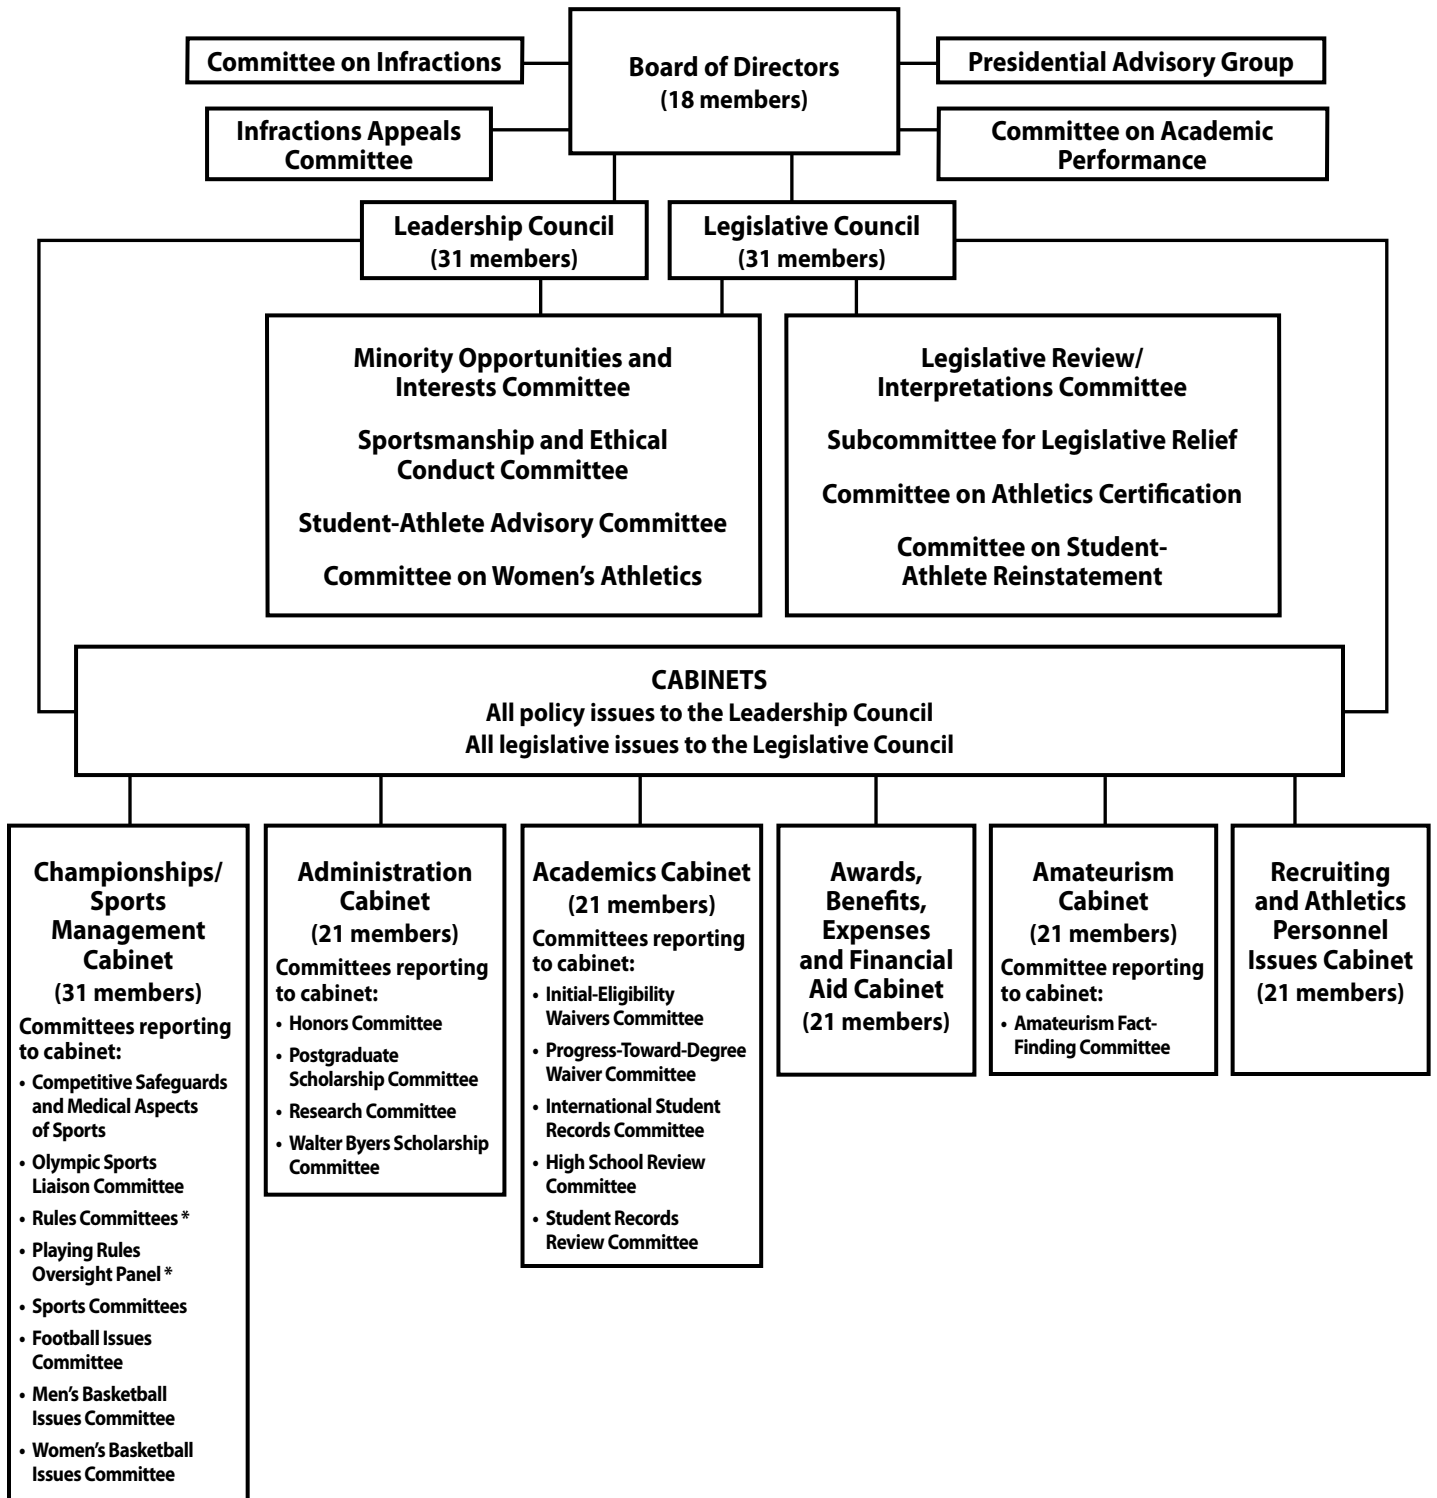 Committee on Infractions
Board of Directors
(18 members)
Presidential Advisory Group
Infractions Appeals
Committee
Committee on Academic
Performance
Leadership Council
(31 members)
Legislative Council
(31 members)
Minority Opportunities and
Interests Committee
Sportsmanship and Ethical
Conduct Committee
Student-Athlete Advisory Committee
Committee on Women’s Athletics
Legislative Review/
Interpretations Committee
Subcommittee for Legislative Relief
Committee on Athletics Certification
Committee on Student-
Athlete Reinstatement
CABINETS
All policy issues to the Leadership Council
All legislative issues to the Legislative Council
Championships/
Sports
Management
Cabinet
(31 members)
Committees reporting
to cabinet:
• Competitive Safeguards
and Medical Aspects
of Sports
• Olympic Sports
Liaison Committee
• Rules Committees *
• Playing Rules
Oversight Panel *
• Sports Committees
• Football Issues
Committee
• Men’s Basketball
Issues Committee
• Women’s Basketball
Issues Committee
Administration
Cabinet
(21 members)
Committees reporting
to cabinet:
• Honors Committee
• Postgraduate
Scholarship Committee
• Research Committee
• Walter Byers Scholarship
Committee
Academics Cabinet
(21 members)
Committees reporting
to cabinet:
• Initial-Eligibility
Waivers Committee
• Progress-Toward-Degree
Waiver Committee
• International Student
Records Committee
• High School Review
Committee
• Student Records
Review Committee
Awards,
Benefits,
Expenses
and Financial
Aid Cabinet
(21 members)
Amateurism
Cabinet
(21 members)
Committee reporting
to cabinet:
• Amateurism Fact-
Finding Committee
Recruiting
and Athletics
Personnel
Issues Cabinet
(21 members)